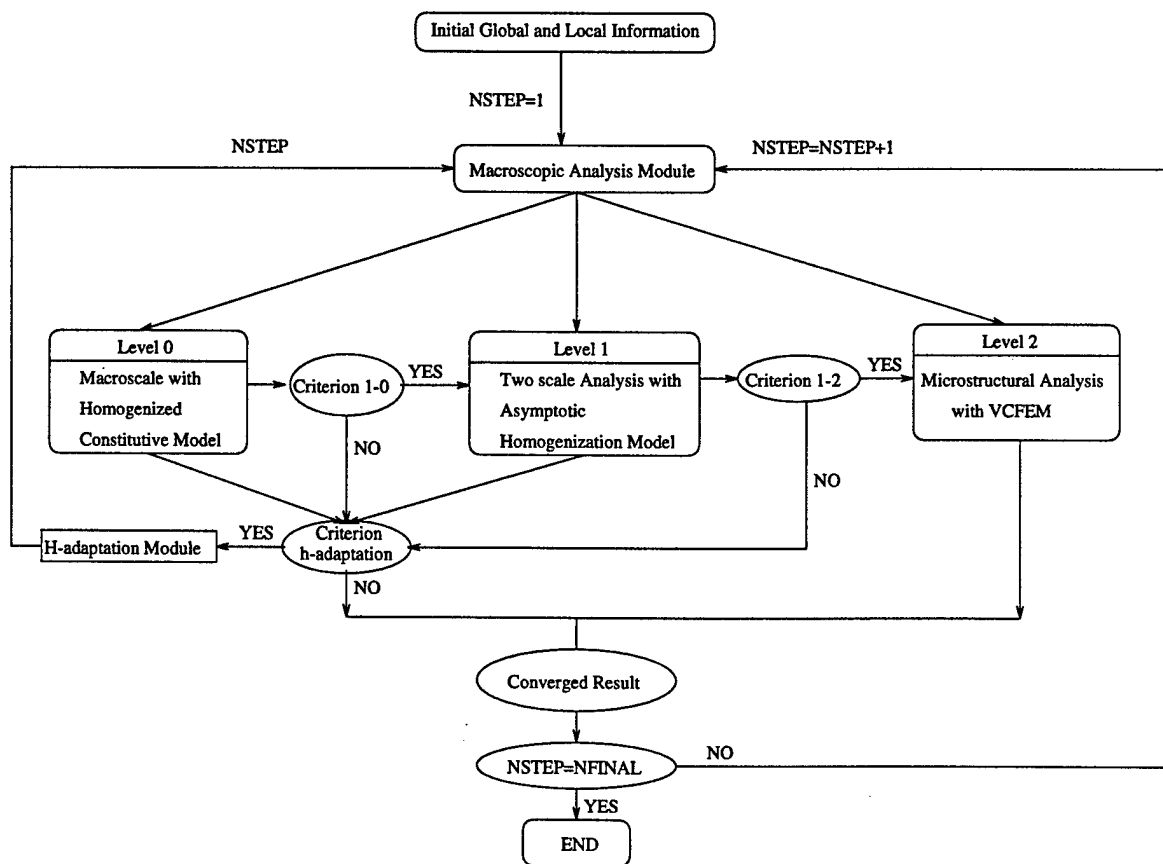 Initial Global and Local Information
NSTEP=1
NSTEP
NSTEP=NSTEP+1
Macroscopic Analysis Module
Level 0
Macroscale with
Homogenized
Constitutive Model
Criterion 1-0
YES
NO
Level 1
Two scale Analysis with
Asymptotic
Homogenization Model
Criterion 1-2
YES
NO
Level 2
Microstructural Analysis
with VCFEM
H-adaptation Module
YES
Criterion
h-adaptation
NO
Converged Result
NSTEP=NFINAL
NO
YES
END